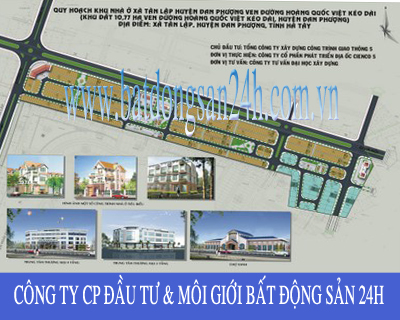 QUY HOẠCH KHU NHÀ Ở XÃ TÂN LẬP HUYỆN ĐAN PHƯỢNG VEN ĐƯỜNG HOÀNG QUỐC VIỆT KÉO DÀI
(KHU ĐẤT 10,77 HA VEN ĐƯỜNG HOÀNG QUỐC VIỆT KÉO DÀI, HUYỆN ĐAN PHƯỢNG)
ĐỊA ĐIỂM: XÃ TÂN LẬP, HUYỆN ĐAN PHƯỢNG, TỈNH HÀ TÂY
CHỦ ĐẦU TƯ: TỔNG CÔNG TY XÂY DỰNG CÔNG TRÌNH GIAO THÔNG 5
ĐƠN VỊ THỰC HIỆN: CÔNG TY CỔ PHẦN PHÁT TRIỂN ĐỊA ỐC CIENCO 5
ĐƠN VỊ TƯ VẤN: CÔNG TY TƯ VẤN ĐẠI HỌC XÂY DỰNG
www.batdongsan24h.com.vn
CÔNG TY CP ĐẦU TƯ & MÔI GIỚI BẤT ĐỘNG SẢN 24H